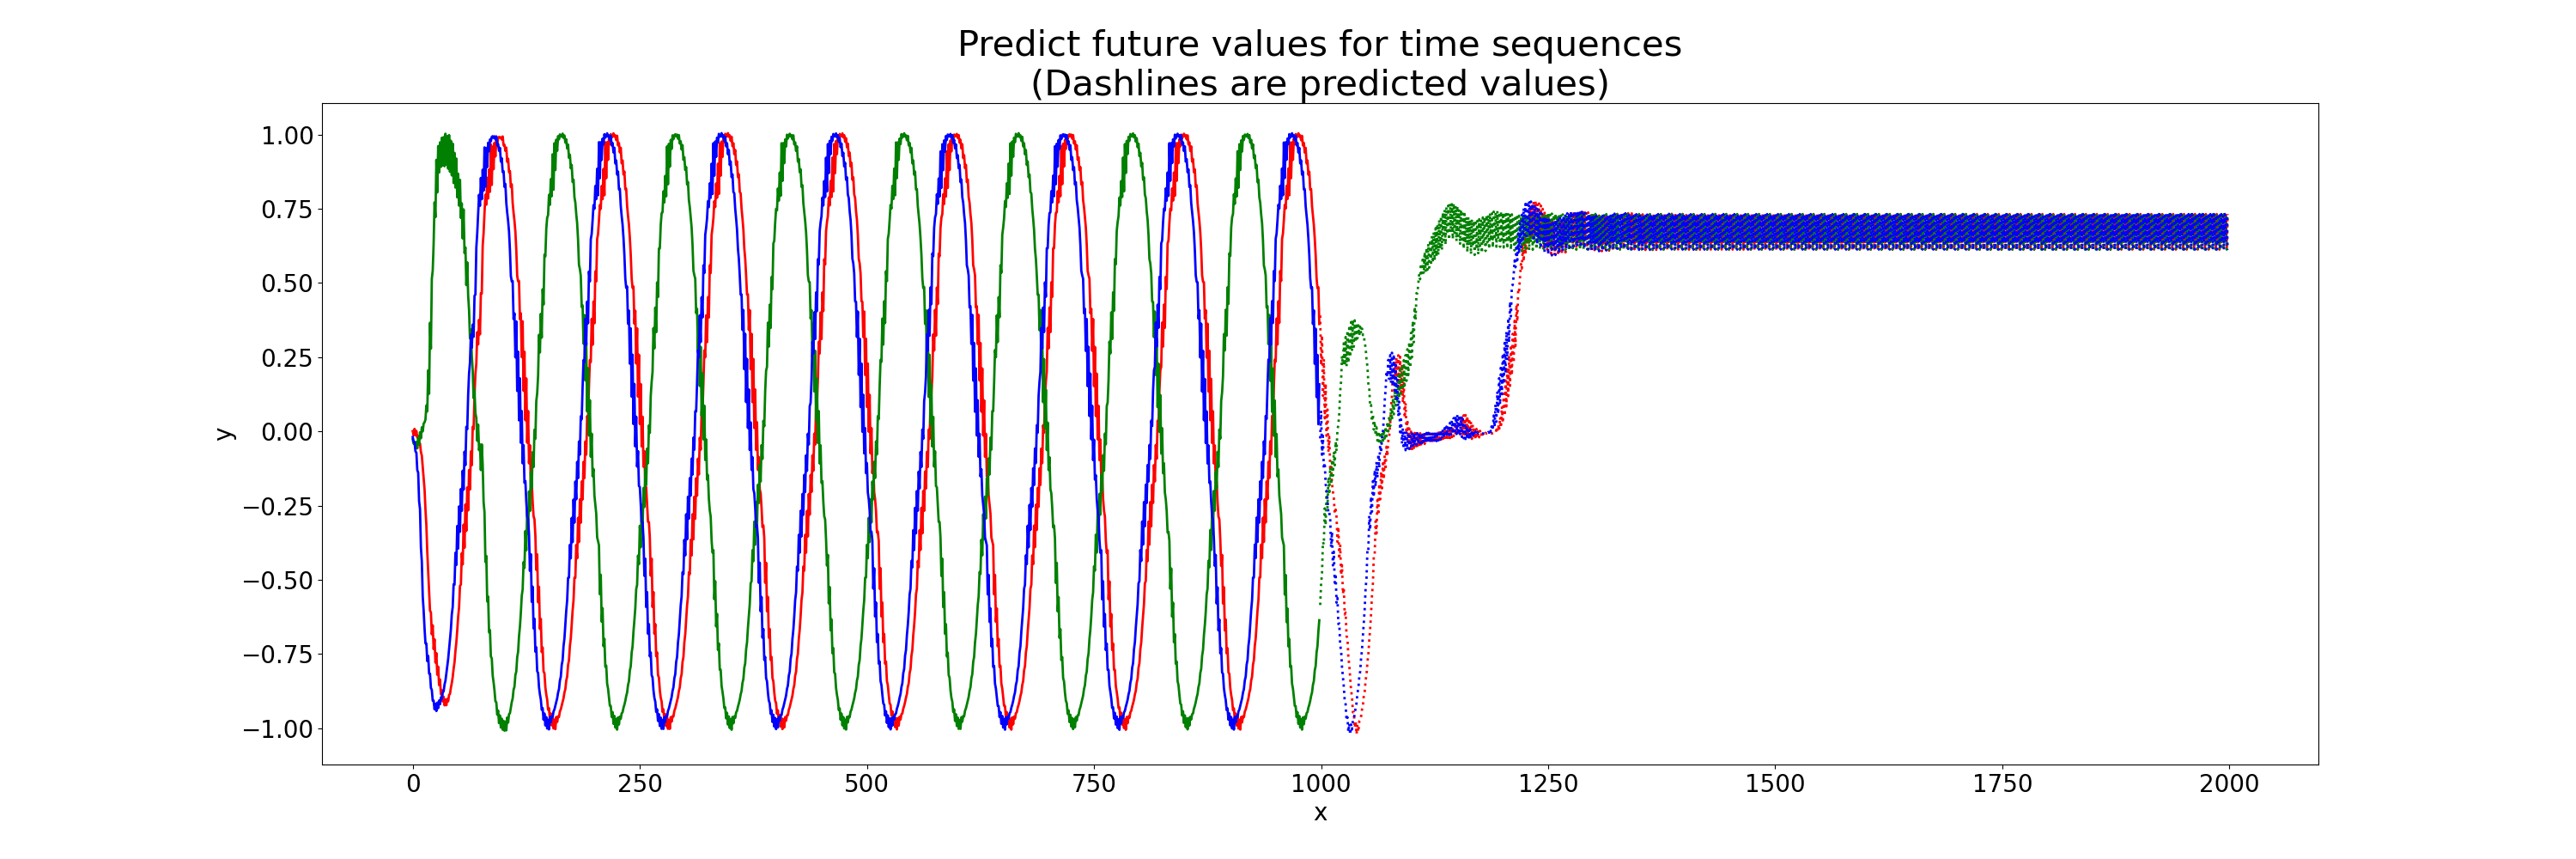 Predict future values for time sequences
(Dashlines are predicted values)
1.00
0.75
0.50
0.25
0.00
−0.25
−0.50
−0.75
−1.00
y
0 250 500 750 1000 1250 1500 1750 2000
x